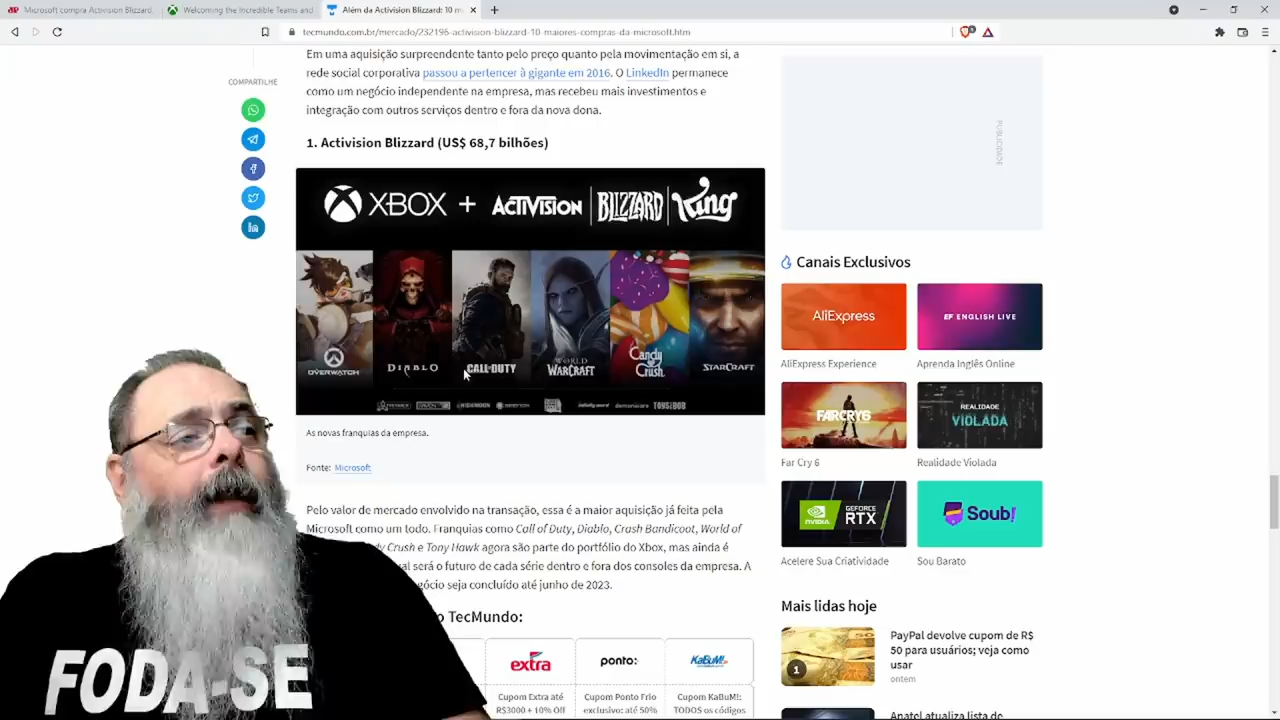 Microsoft compra Activision Blizzard,
Welcoming the Incredible Teams and
Além da Activision Blizzard: 10 m
tecmundo.com.br/mercado/232196-activision-blizzard-10-maiores-compras-da-microsoft.htm
COMPARTILHE
Em uma aquisição surpreendente tanto pelo preço quanto pela movimentação em si, a
rede social corporativa passou a pertencer à gigante em 2016. O LinkedIn permanece
como um negócio independente na empresa, mas recebeu mais investimentos e
integração com outros serviços dentro e fora da nova dona.
1. Activision Blizzard (US$ 68,7 bilhões)
XBOX + ACTIVISION BLIZZARD King
OVERWATCH
DIABLO
CALL OF DUTY
WORLD
WARCRAFT
Candy
Crush
STARCRAFT
As novas franquias da empresa.
Fonte: Microsoft
Pelo valor de mercado envolvido na transação, essa é a maior aquisição já feita pela
Microsoft como um todo. Franquias como Call of Duty, Diablo, Crash Bandicoot, World of
Crush e Tony Hawk agora são parte do portfólio do Xbox, mas ainda é
será o futuro de cada série dentro e fora dos consoles da empresa. A
negócio seja concluído até junho de 2023.
TecMundo:
extra
ponto:
KaBuM!
Cupom Extra até
R$3000 + 10% Off
Cupom Ponto Frio
exclusivo: até 50%
Cupom KaBuM!:
TODOS os códigos
FODA-SE
PUBLICIDADE
Canais Exclusivos
AliExpress
EF ENGLISH LIVE
AliExpress Experience
Aprenda Inglês Online
FARCRY6
REALIDADE
VIOLADA
Far Cry 6
Realidade Violada
NVIDIA
GEFORCE
RTX
Soub!
Acelere Sua Criatividade
Sou Barato
Mais lidas hoje
1
PayPal devolve cupom de R$
50 para usuários; veja como
usar
ontem
Anatel atualiza lista de